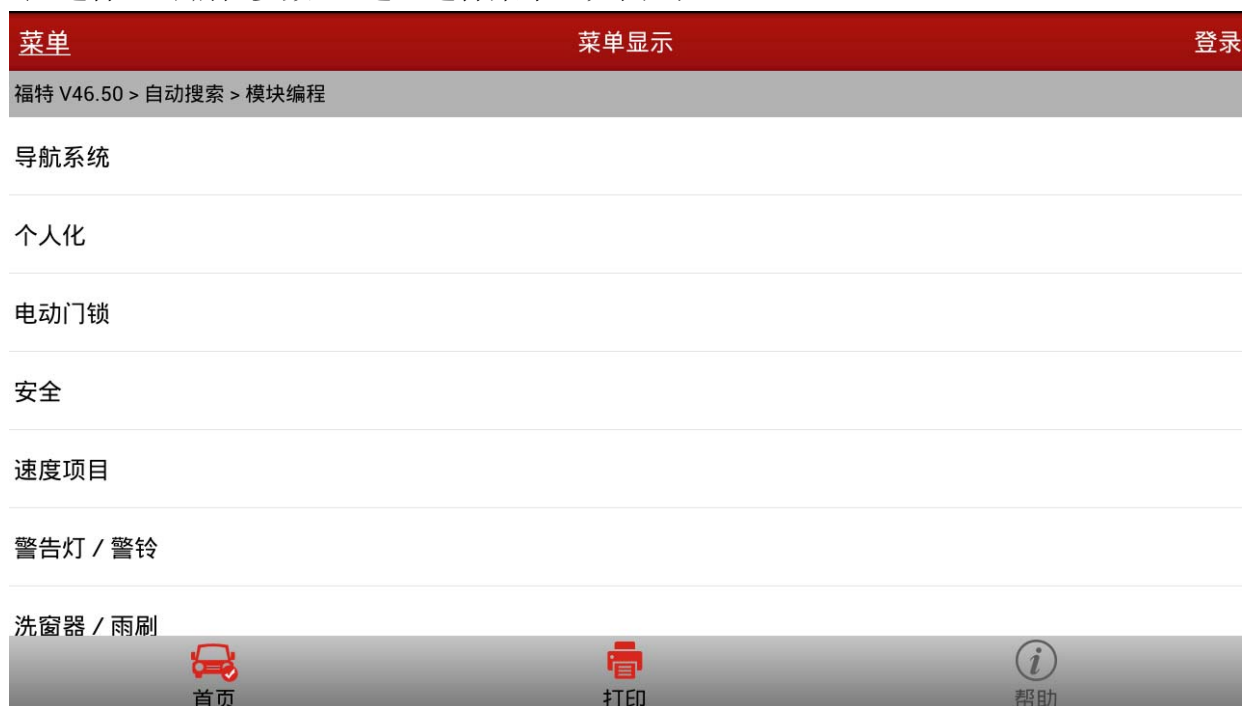 菜单 菜单显示 登录
福特 V46.50 > 自动搜索 > 模块编程
导航系统
个人化
电动门锁
安全
速度项目
警告灯 / 警铃
洗窗器 / 雨刷
首页 打印 帮助